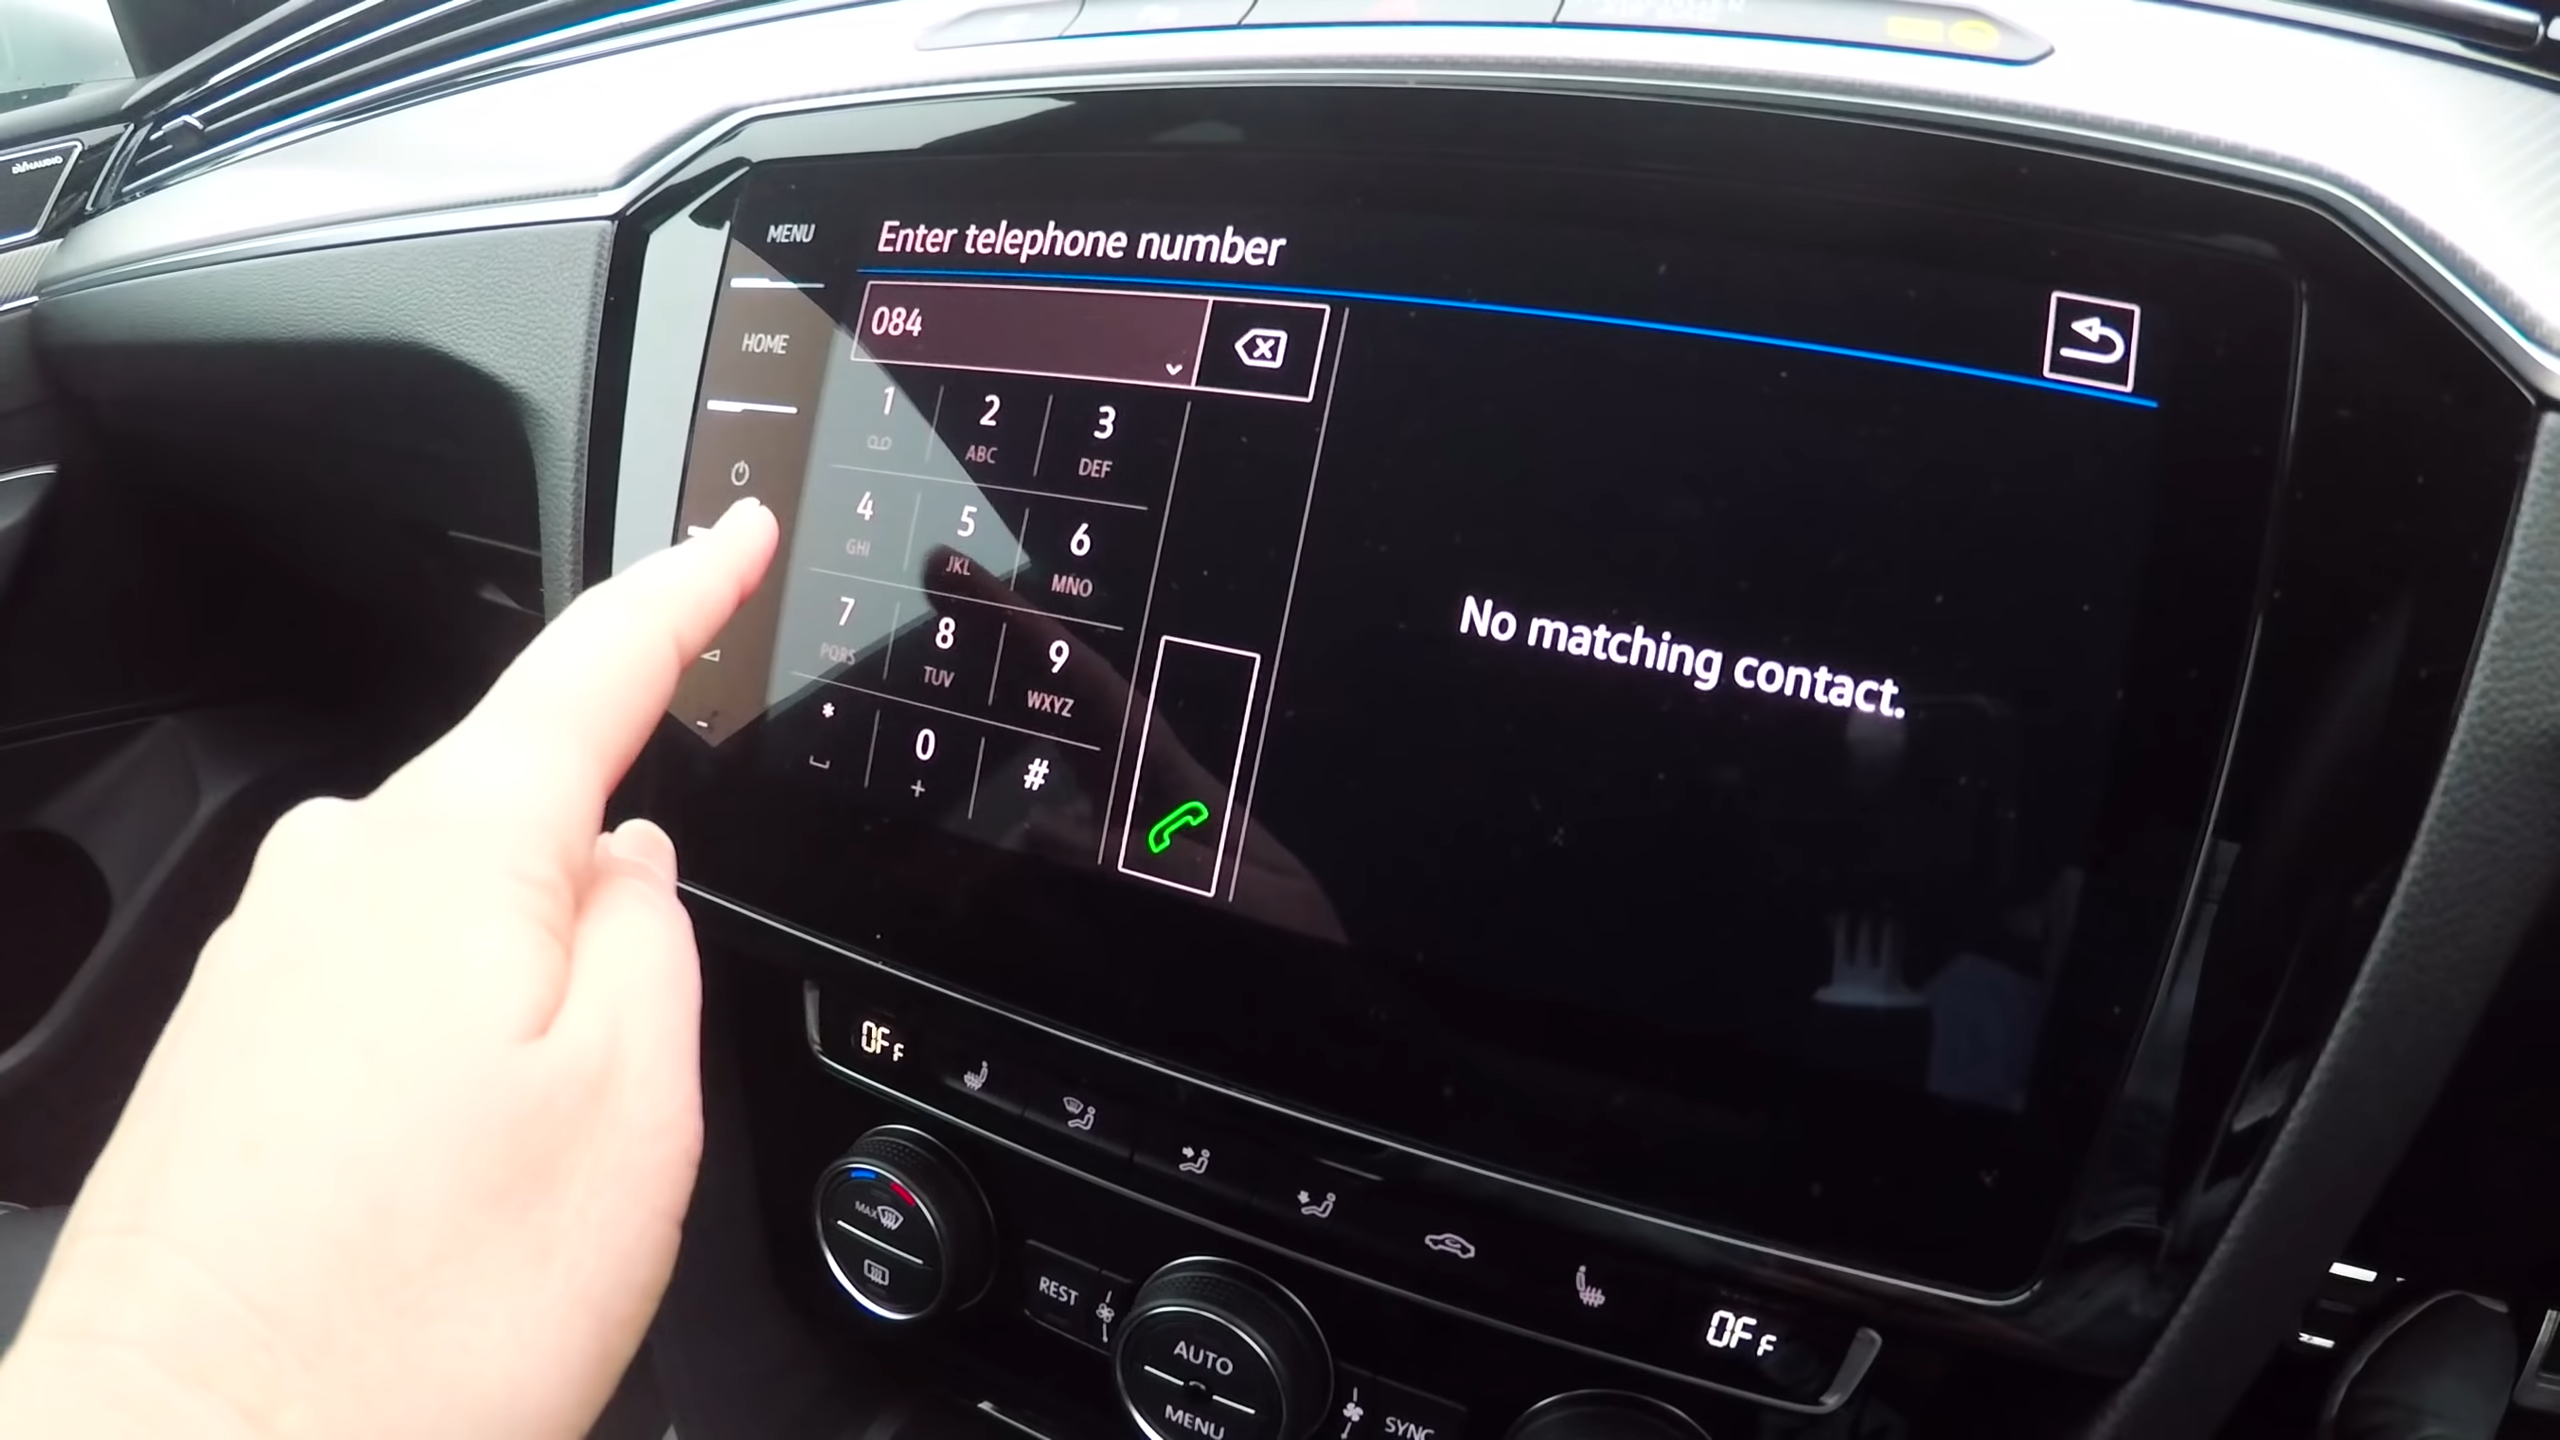 MENU
Enter telephone number
084
HOME
1
2
3
ABC
DEF
4
5
6
GHI
JKL
MNO
7
8
9
PQRS
TUV
WXYZ
*
0
#
+
No matching contact.
OFF
MAX
REST
AUTO
MENU
SYNC
OFF